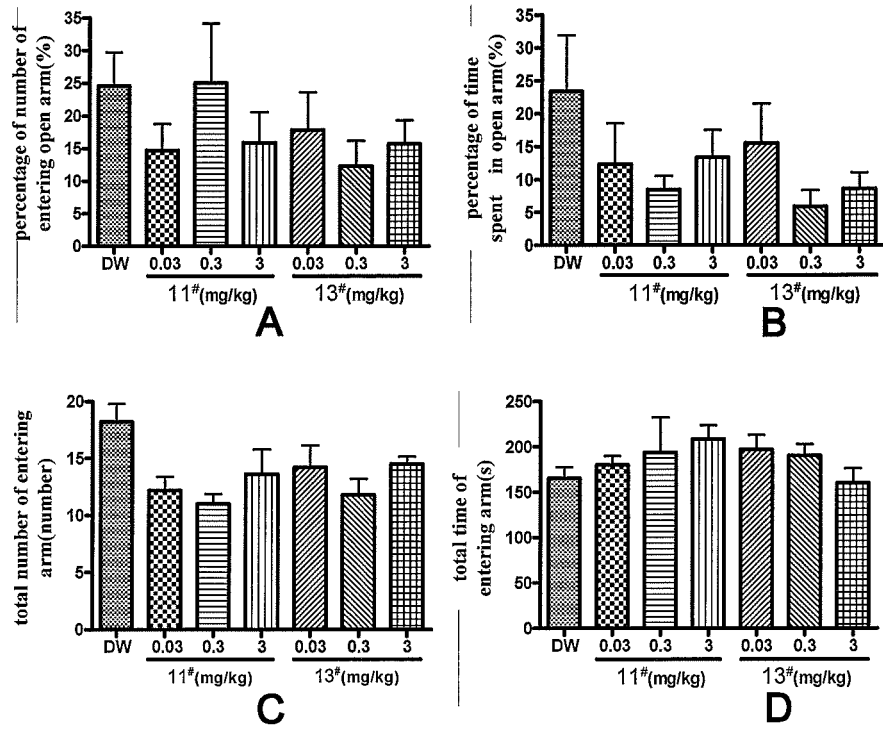 percentage of number of
entering open arm(%)
35
30
25
20
15
10
5
0
DW 0.03 0.3 3 0.03 0.3 3
11#(mg/kg) 13#(mg/kg)
A
percentage of time
spent in open arm(%)
35
30
25
20
15
10
5
0
DW 0.03 0.3 3 0.03 0.3 3
11#(mg/kg) 13#(mg/kg)
B
total number of entering
arm(number)
20
15
10
5
0
DW 0.03 0.3 3 0.03 0.3 3
11#(mg/kg) 13#(mg/kg)
C
total time of
entering arm(s)
250
200
150
100
50
0
DW 0.03 0.3 3 0.03 0.3 3
11#(mg/kg) 13#(mg/kg)
D